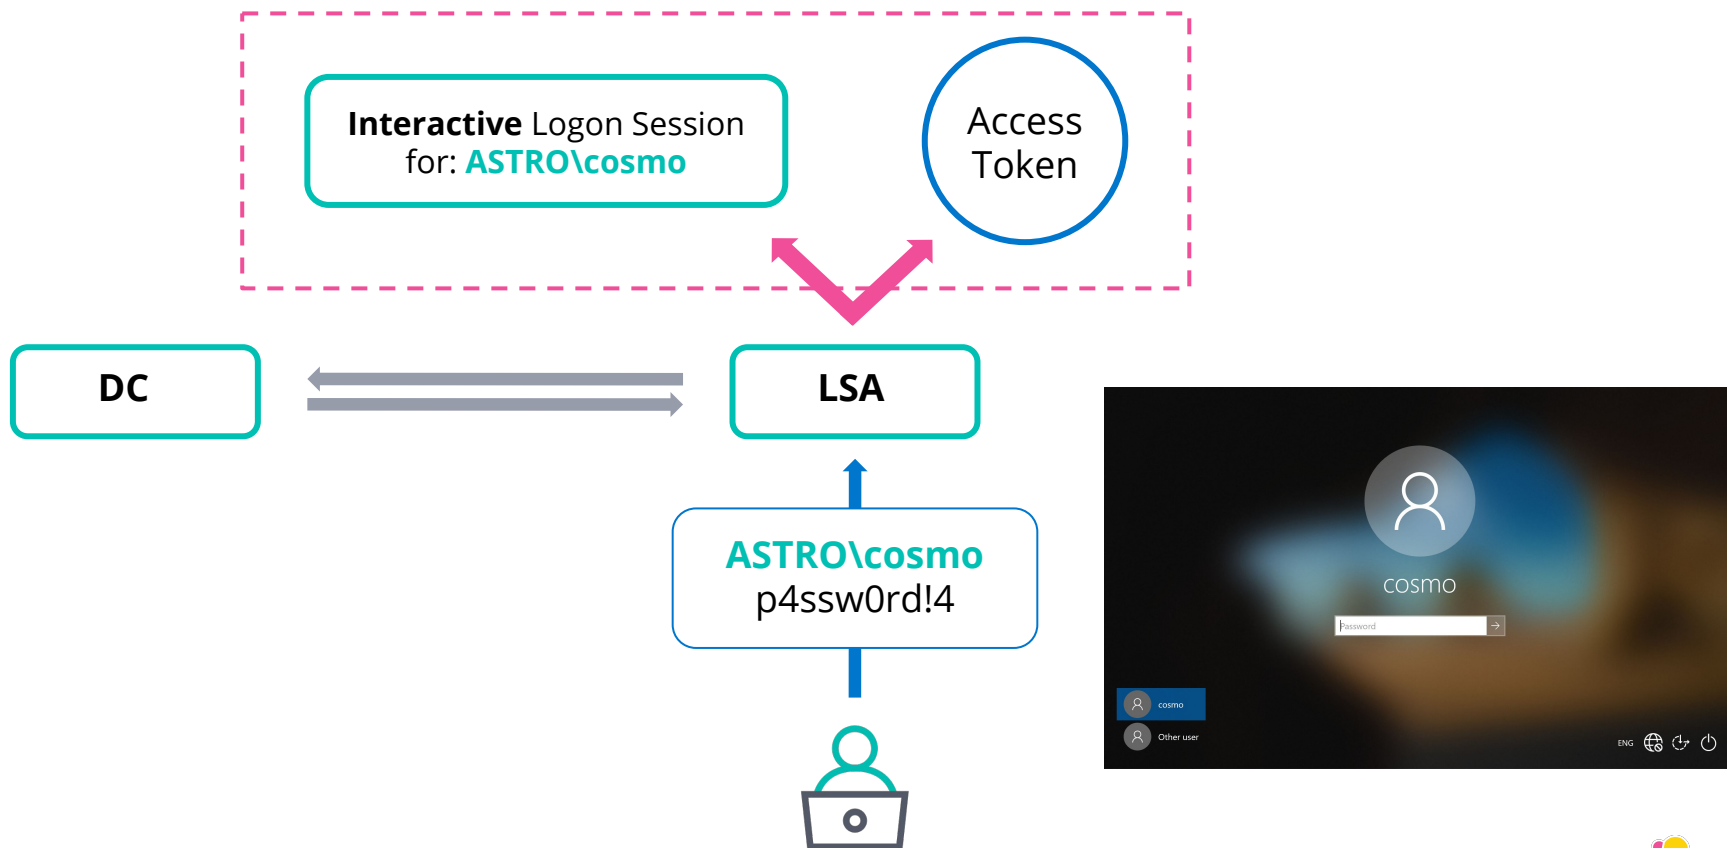 Interactive Logon Session
for: ASTRO\cosmo
Access
Token
DC
LSA
ASTRO\cosmo
p4ssw0rd!4
cosmo
Password
cosmo
Other user
ENG